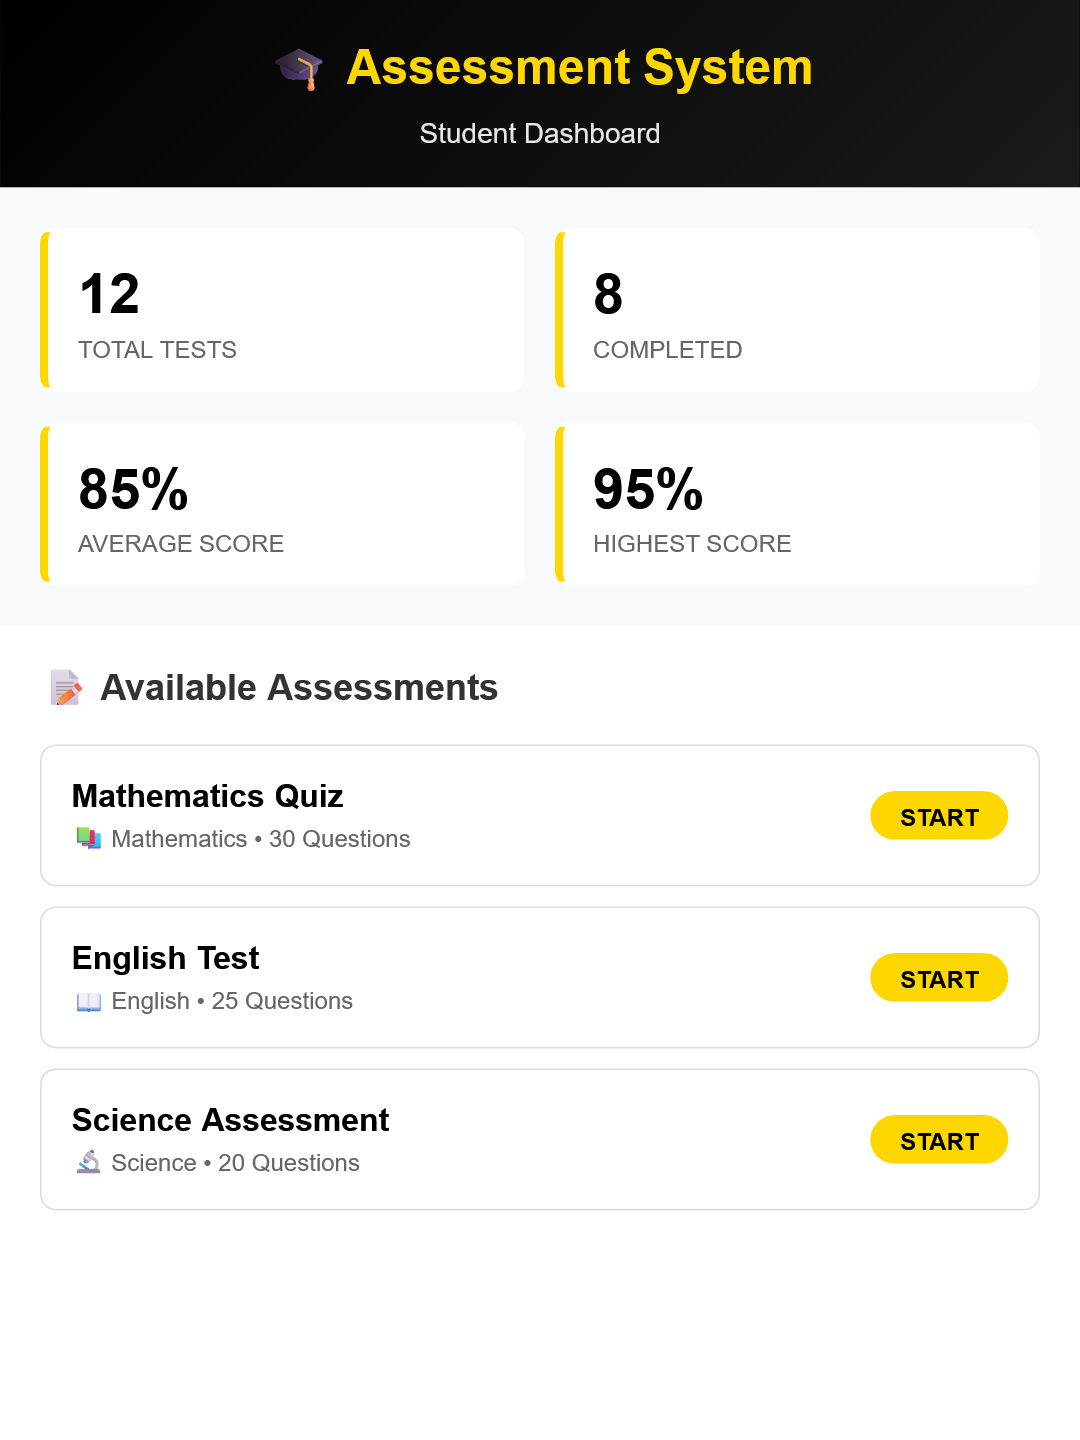 🎓 Assessment System
Student Dashboard
12
TOTAL TESTS
8
COMPLETED
85%
AVERAGE SCORE
95%
HIGHEST SCORE
📝 Available Assessments
Mathematics Quiz
📚 Mathematics • 30 Questions
START
English Test
📖 English • 25 Questions
START
Science Assessment
🔬 Science • 20 Questions
START